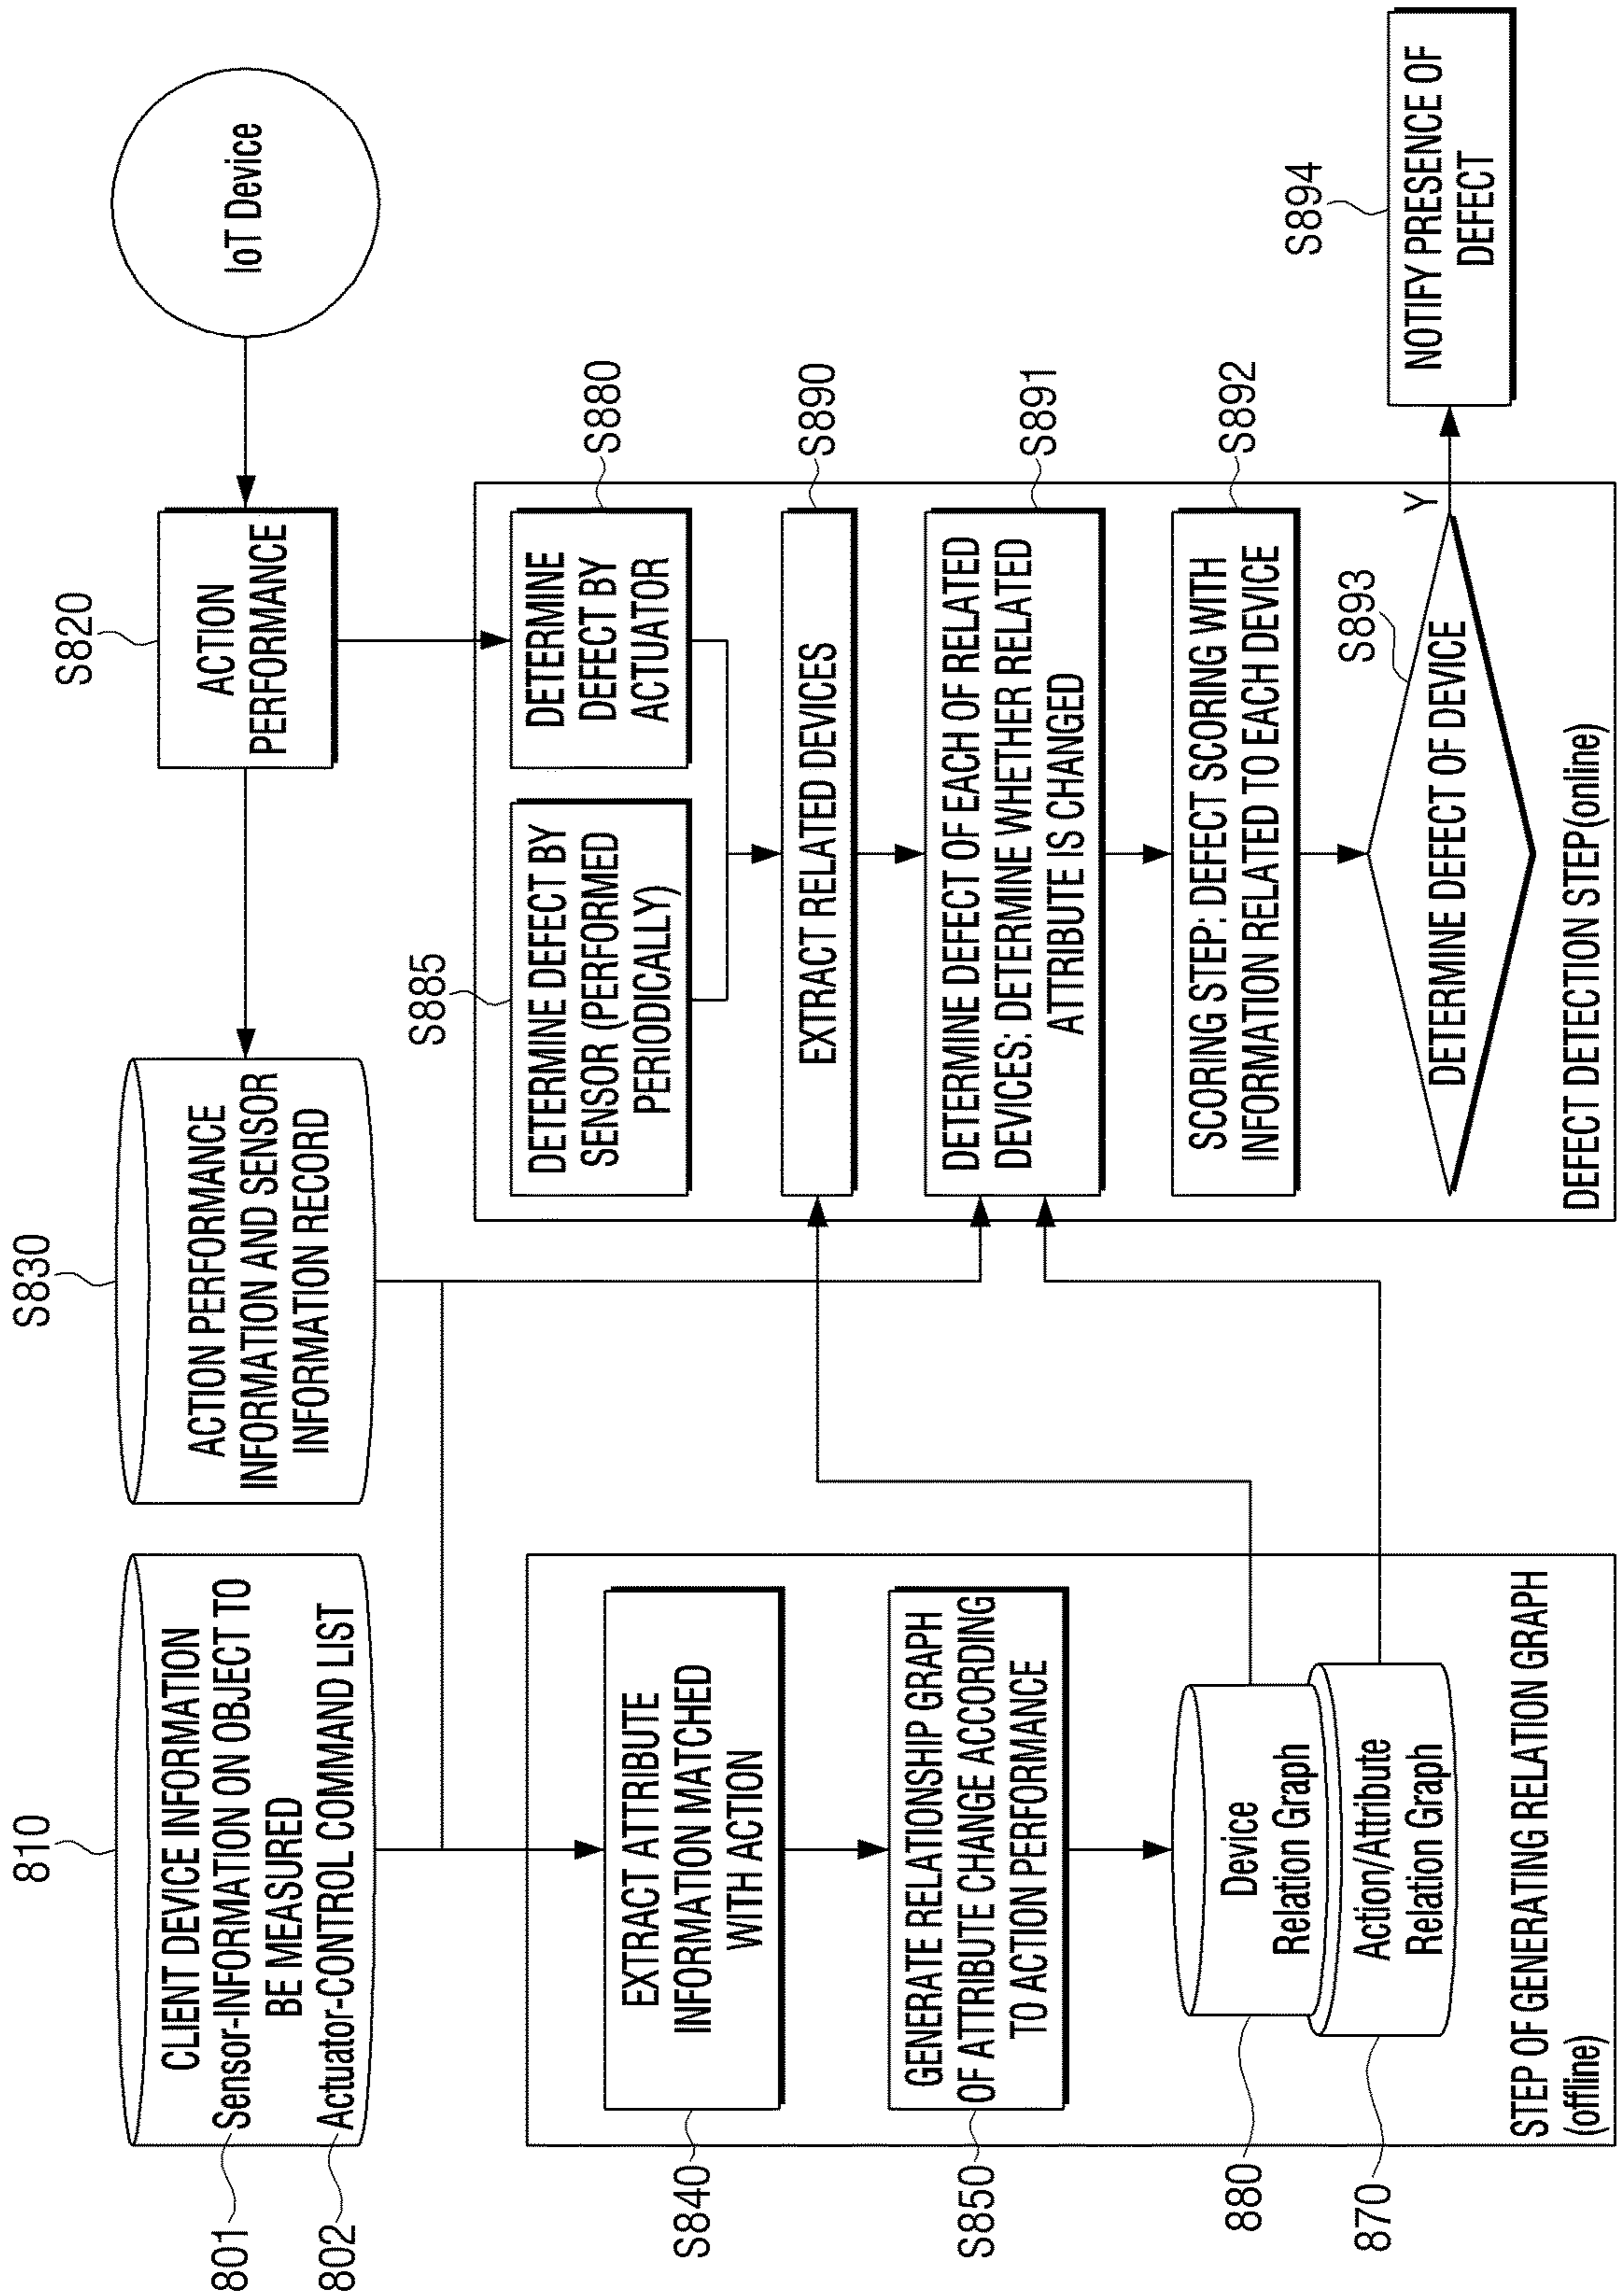 810
CLIENT DEVICE INFORMATION
801
Sensor-INFORMATION ON OBJECT TO
BE MEASURED
802
Actuator-CONTROL COMMAND LIST
S830
ACTION PERFORMANCE
INFORMATION AND SENSOR
INFORMATION RECORD
S820
ACTION
PERFORMANCE
IoT Device
S840
EXTRACT ATTRIBUTE
INFORMATION MATCHED
WITH ACTION
S850
GENERATE RELATIONSHIP GRAPH
OF ATTRIBUTE CHANGE ACCORDING
TO ACTION PERFORMANCE
880
Device
Relation Graph
870
Action/Attribute
Relation Graph
STEP OF GENERATING RELATION GRAPH
(offline)
S885
DETERMINE DEFECT BY
SENSOR (PERFORMED
PERIODICALLY)
S880
DETERMINE
DEFECT BY
ACTUATOR
S890
EXTRACT RELATED DEVICES
S891
DETERMINE DEFECT OF EACH OF RELATED
DEVICES: DETERMINE WHETHER RELATED
ATTRIBUTE IS CHANGED
S892
SCORING STEP: DEFECT SCORING WITH
INFORMATION RELATED TO EACH DEVICE
S893
DETERMINE DEFECT OF DEVICE
Y
DEFECT DETECTION STEP(online)
S894
NOTIFY PRESENCE OF
DEFECT